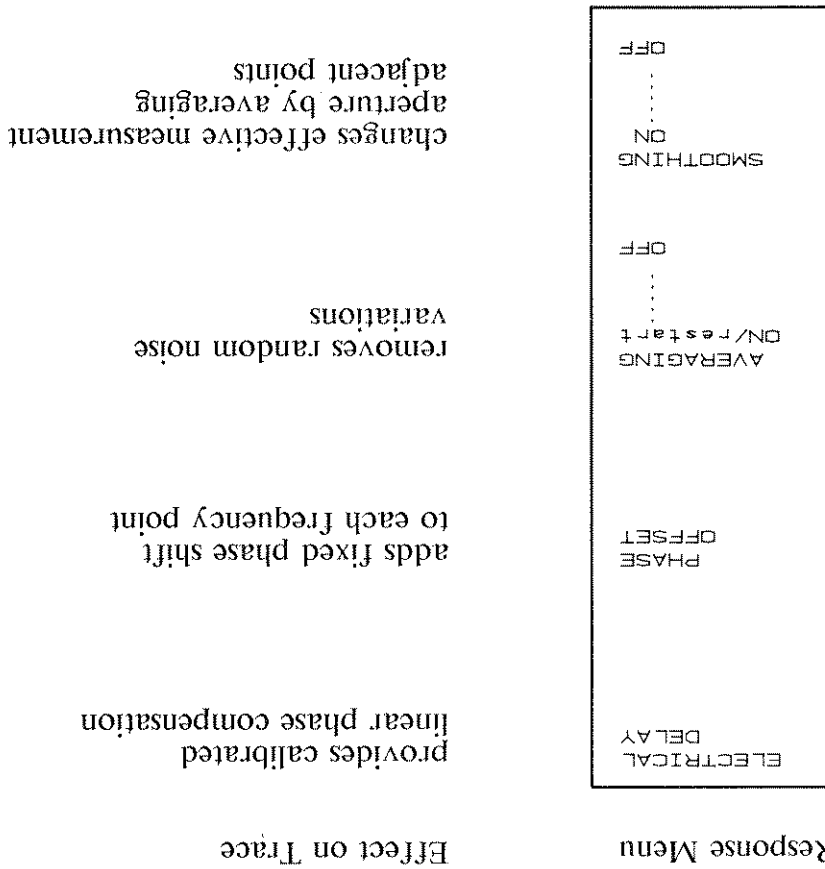 Response Menu
Effect on Trace
ELECTRICAL
DELAY
provides calibrated
linear phase compensation
PHASE
OFFSET
adds fixed phase shift
to each frequency point
AVERAGING
ON/restart
OFF
removes random noise
variations
SMOOTHING
ON
OFF
changes effective measurement
aperture by averaging
adjacent points